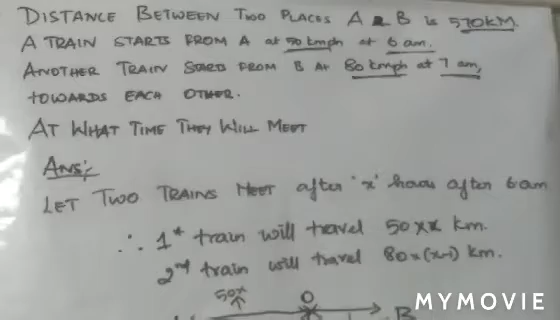 DISTANCE BETWEEN TWO PLACES A & B is 570KM.
A TRAIN STARTS FROM A at 50 kmph at 6 am.
ANOTHER TRAIN STARTS FROM B At 80 kmph at 7 am,
towards EACH OTHER.
At WHAT TIME THEY WILL MEET
Ans:
LET TWO TRAINS MEET after 'x' hours after 6am
∴ 1st train will travel 50×x km.
2nd train will travel 80×(x-1) km.
50x
O
B
MYMOVIE